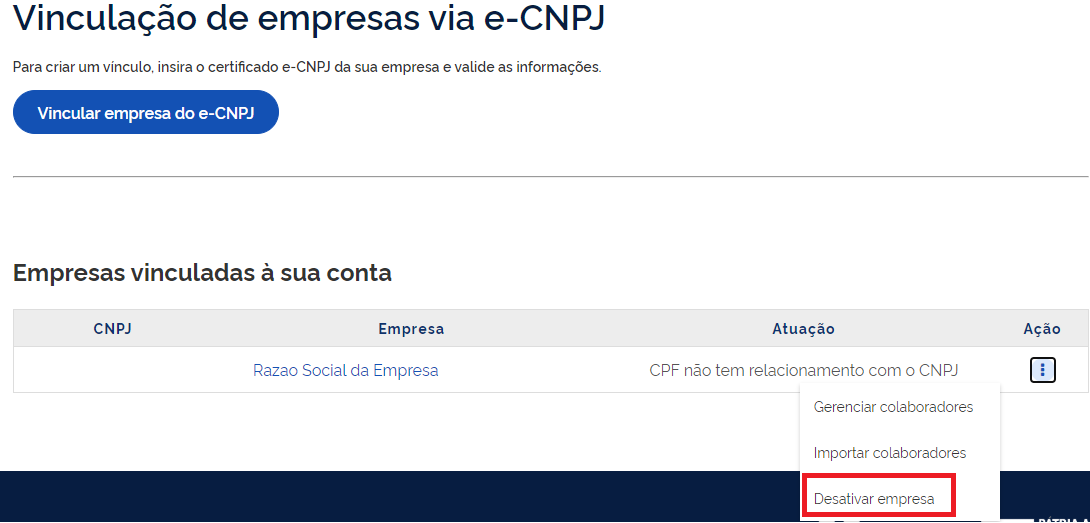 Vinculação de empresas via e-CNPJ
Para criar um vínculo, insira o certificado e-CNPJ da sua empresa e valide as informações.
Vincular empresa do e-CNPJ
Empresas vinculadas à sua conta
CNPJ Empresa Atuação Ação
Razao Social da Empresa CPF não tem relacionamento com o CNPJ
Gerenciar colaboradores
Importar colaboradores
Desativar empresa